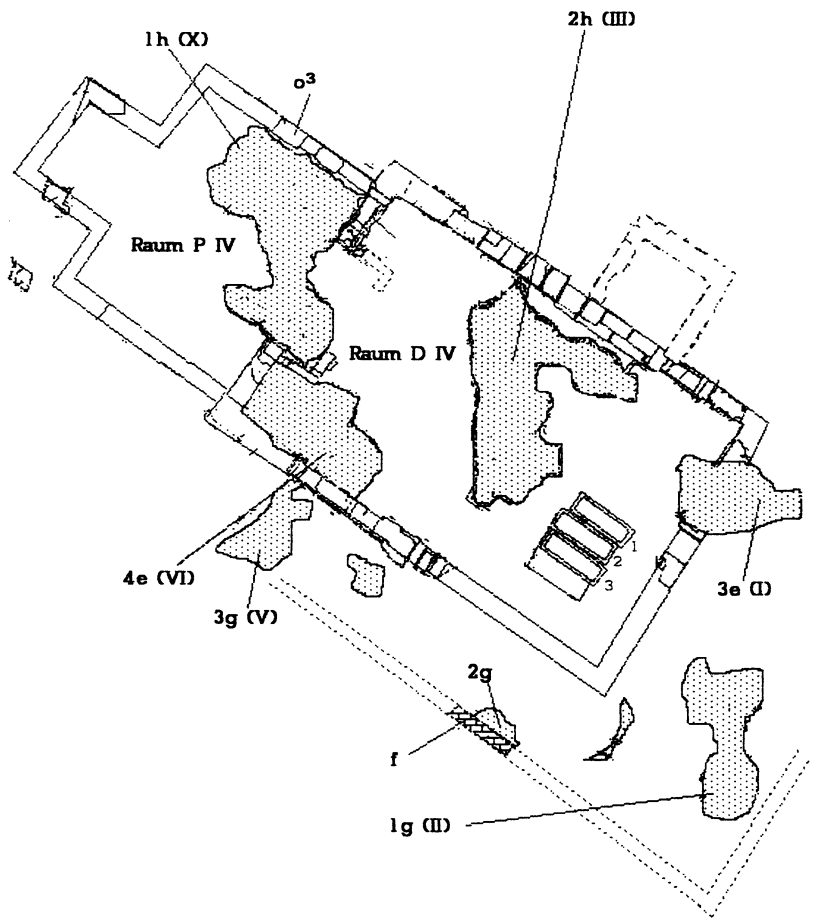 2h (III)
1h (X)
o³
Raum P IV
Raum D IV
1
2
3
4e (VI)
3g (V)
3e (I)
2g
f
1g (II)